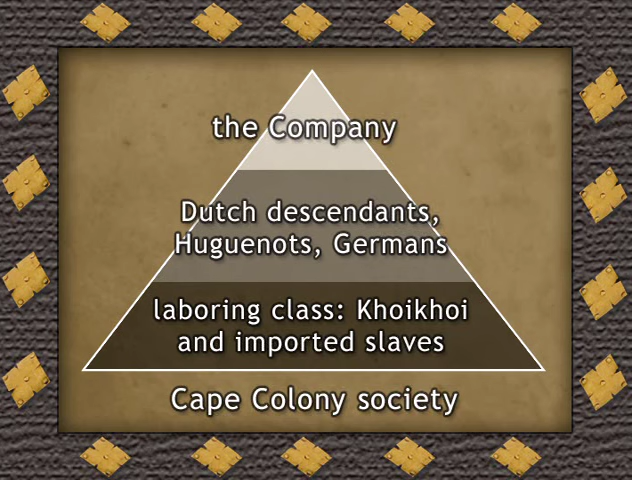 the Company
Dutch descendants,
Huguenots, Germans
laboring class: Khoikhoi
and imported slaves
Cape Colony society